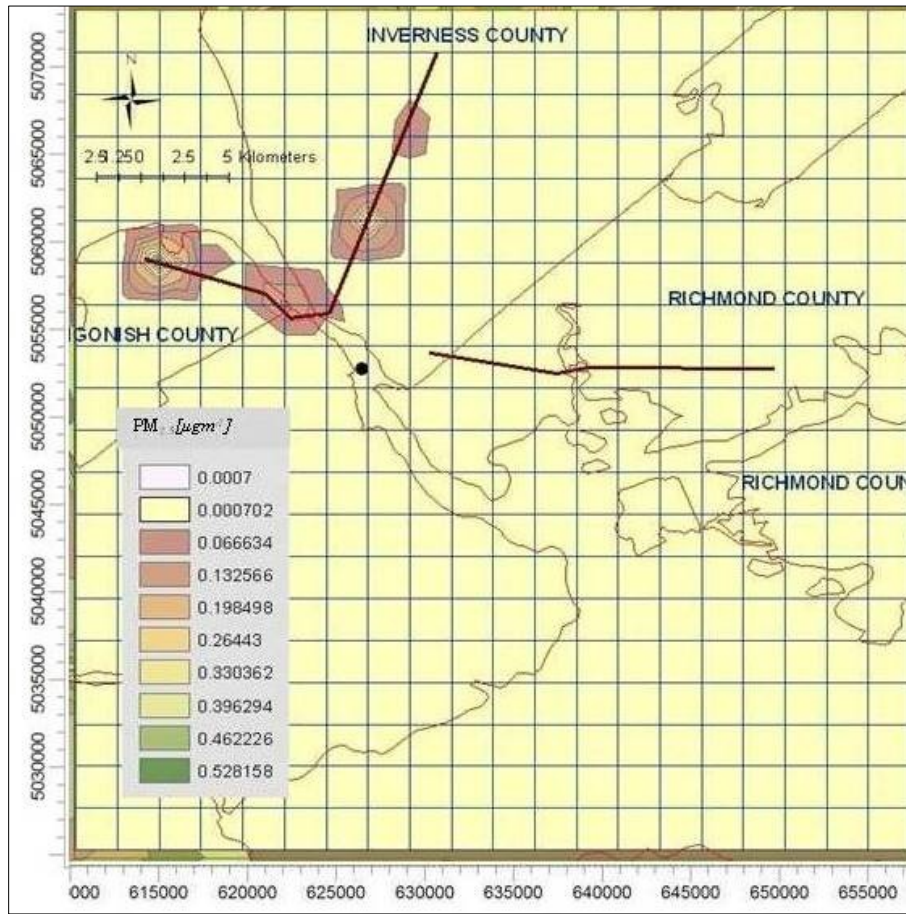 INVERNESS COUNTY
N
2.5 1.25 0 2.5 5 Kilometers
RICHMOND COUNTY
IGONISH COUNTY
RICHMOND COUN
PM [µgm ]
0.0007
0.000702
0.066634
0.132566
0.198498
0.26443
0.330362
0.396294
0.462226
0.528158
5070000
5065000
5060000
5055000
5050000
5045000
5040000
5035000
5030000
000 615000 620000 625000 630000 635000 640000 645000 650000 655000